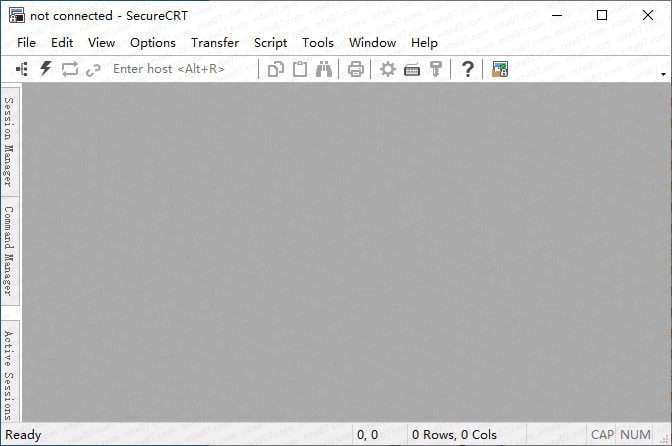 not connected - SecureCRT
File Edit View Options Transfer Script Tools Window Help
Enter host <Alt+R>
Session Manager
Command Manager
Active Sessions
Ready 0, 0 0 Rows, 0 Cols CAP NUM